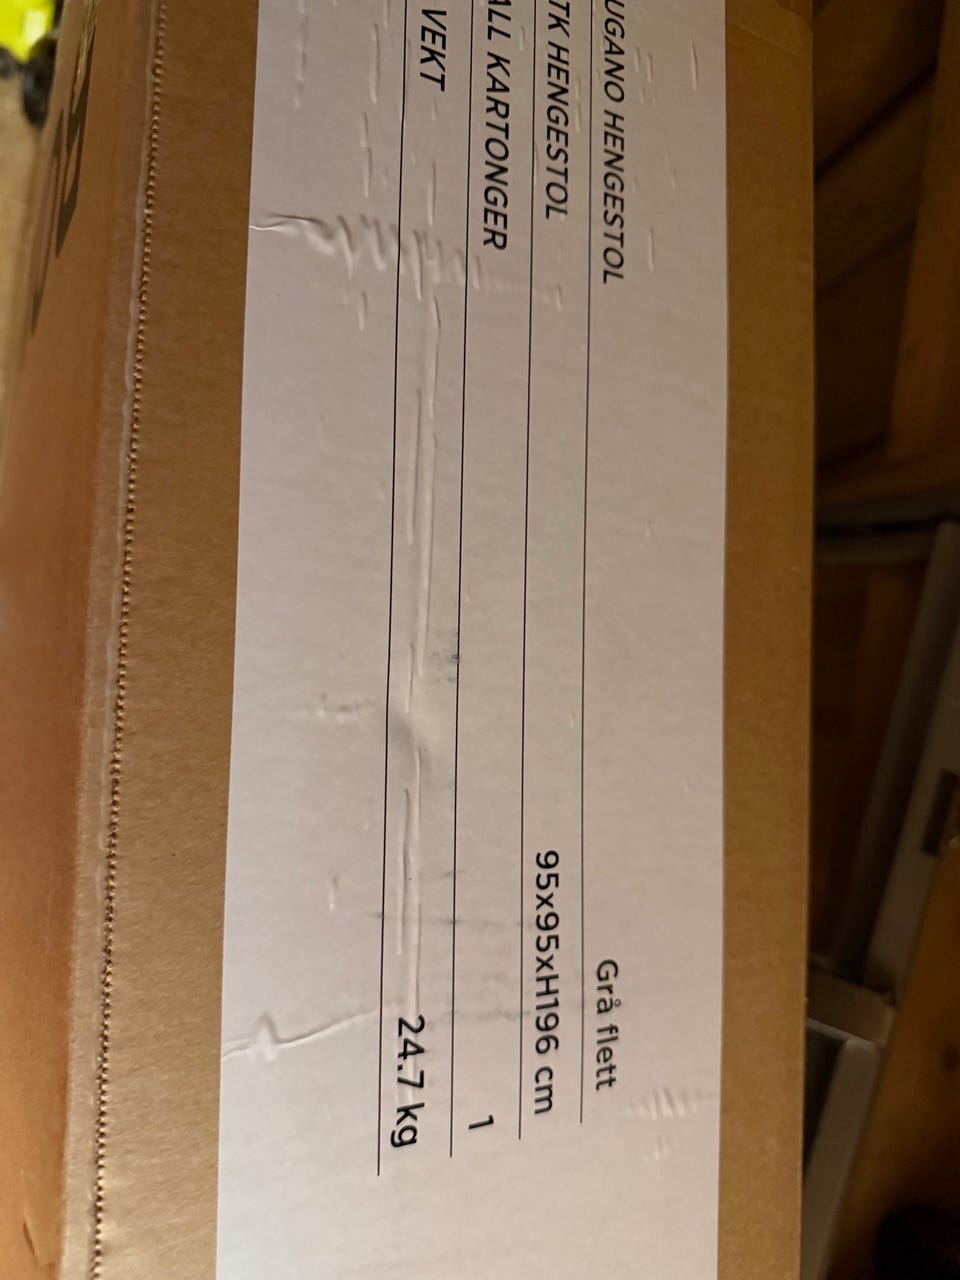 UGANO HENGESTOL Grå flett
TK HENGESTOL 95x95xH196 cm
ALL KARTONGER 1
VEKT 24.7 kg